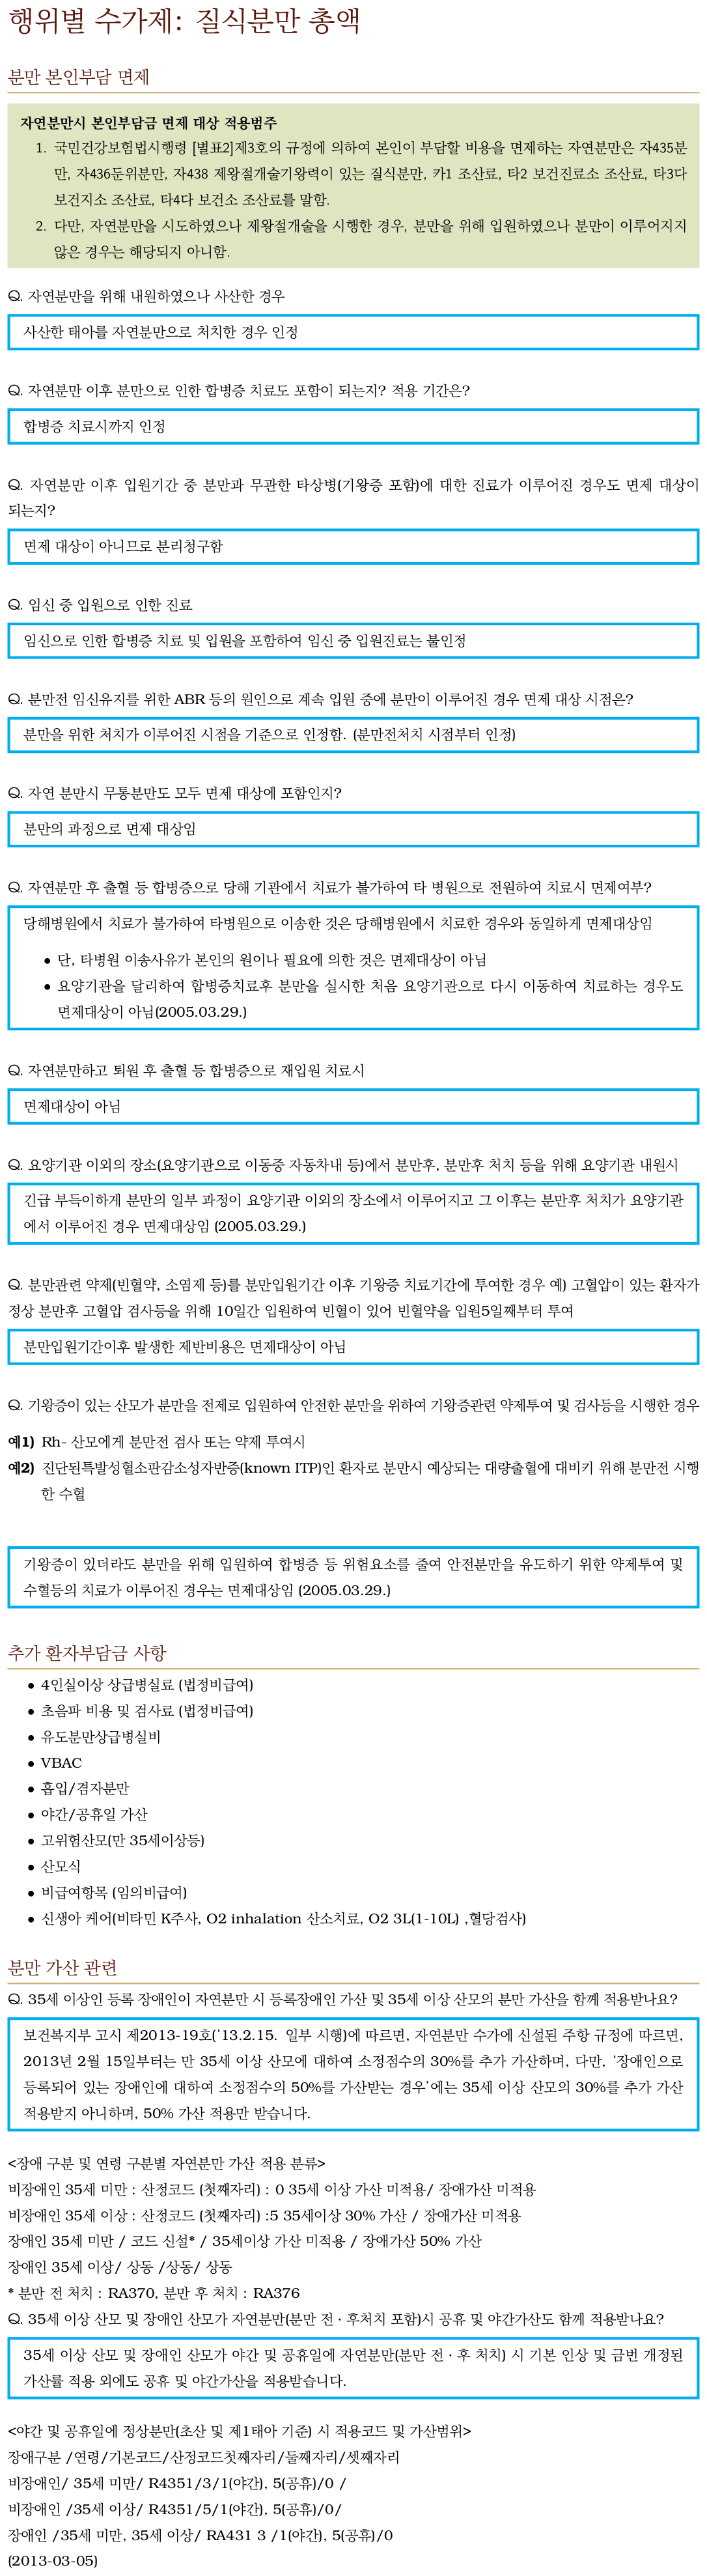 행위별 수가제: 질식분만 총액
분만 본인부담 면제
자연분만시 본인부담금 면제 대상 적용범주
1. 국민건강보험법시행령 [별표2]제3호의 규정에 의하여 본인이 부담할 비용을 면제하는 자연분만은 자435분
만, 자436둔위분만, 자438 제왕절개술기왕력이 있는 질식분만, 카1 조산료, 타2 보건진료소 조산료, 타3다
보건지소 조산료, 타4다 보건소 조산료를 말함.
2. 다만, 자연분만을 시도하였으나 제왕절개술을 시행한 경우, 분만을 위해 입원하였으나 분만이 이루어지지
않은 경우는 해당되지 아니함.
Q. 자연분만을 위해 내원하였으나 사산한 경우
사산한 태아를 자연분만으로 처치한 경우 인정
Q. 자연분만 이후 분만으로 인한 합병증 치료도 포함이 되는지? 적용 기간은?
합병증 치료시까지 인정
Q. 자연분만 이후 입원기간 중 분만과 무관한 타상병(기왕증 포함)에 대한 진료가 이루어진 경우도 면제 대상이
되는지?
면제 대상이 아니므로 분리청구함
Q. 임신 중 입원으로 인한 진료
임신으로 인한 합병증 치료 및 입원을 포함하여 임신 중 입원진료는 불인정
Q. 분만전 임신유지를 위한 ABR 등의 원인으로 계속 입원 중에 분만이 이루어진 경우 면제 대상 시점은?
분만을 위한 처치가 이루어진 시점을 기준으로 인정함. (분만전처치 시점부터 인정)
Q. 자연 분만시 무통분만도 모두 면제 대상에 포함인지?
분만의 과정으로 면제 대상임
Q. 자연분만 후 출혈 등 합병증으로 당해 기관에서 치료가 불가하여 타 병원으로 전원하여 치료시 면제여부?
당해병원에서 치료가 불가하여 타병원으로 이송한 것은 당해병원에서 치료한 경우와 동일하게 면제대상임
• 단, 타병원 이송사유가 본인의 원이나 필요에 의한 것은 면제대상이 아님
• 요양기관을 달리하여 합병증치료후 분만을 실시한 처음 요양기관으로 다시 이동하여 치료하는 경우도
면제대상이 아님(2005.03.29.)
Q. 자연분만하고 퇴원 후 출혈 등 합병증으로 재입원 치료시
면제대상이 아님
Q. 요양기관 이외의 장소(요양기관으로 이동중 자동차내 등)에서 분만후, 분만후 처치 등을 위해 요양기관 내원시
긴급 부득이하게 분만의 일부 과정이 요양기관 이외의 장소에서 이루어지고 그 이후는 분만후 처치가 요양기관
에서 이루어진 경우 면제대상임 (2005.03.29.)
Q. 분만관련 약제(빈혈약, 소염제 등)를 분만입원기간 이후 기왕증 치료기간에 투여한 경우 예) 고혈압이 있는 환자가
정상 분만후 고혈압 검사등을 위해 10일간 입원하여 빈혈이 있어 빈혈약을 입원5일째부터 투여
분만입원기간이후 발생한 제반비용은 면제대상이 아님
Q. 기왕증이 있는 산모가 분만을 전제로 입원하여 안전한 분만을 위하여 기왕증관련 약제투여 및 검사등을 시행한 경우
예1) Rh- 산모에게 분만전 검사 또는 약제 투여시
예2) 진단된특발성혈소판감소성자반증(known ITP)인 환자로 분만시 예상되는 대량출혈에 대비키 위해 분만전 시행
한 수혈
기왕증이 있더라도 분만을 위해 입원하여 합병증 등 위험요소를 줄여 안전분만을 유도하기 위한 약제투여 및
수혈등의 치료가 이루어진 경우는 면제대상임 (2005.03.29.)
추가 환자부담금 사항
• 4인실이상 상급병실료 (법정비급여)
• 초음파 비용 및 검사료 (법정비급여)
• 유도분만상급병실비
• VBAC
• 흡입/겸자분만
• 야간/공휴일 가산
• 고위험산모(만 35세이상등)
• 산모식
• 비급여항목 (임의비급여)
• 신생아 케어(비타민 K주사, O2 inhalation 산소치료, O2 3L(1-10L) ,혈당검사)
분만 가산 관련
Q. 35세 이상인 등록 장애인이 자연분만 시 등록장애인 가산 및 35세 이상 산모의 분만 가산을 함께 적용받나요?
보건복지부 고시 제2013-19호(‘13.2.15. 일부 시행)에 따르면, 자연분만 수가에 신설된 주항 규정에 따르면,
2013년 2월 15일부터는 만 35세 이상 산모에 대하여 소정점수의 30%를 추가 가산하며, 다만, ‘장애인으로
등록되어 있는 장애인에 대하여 소정점수의 50%를 가산받는 경우’에는 35세 이상 산모의 30%를 추가 가산
적용받지 아니하며, 50% 가산 적용만 받습니다.
<장애 구분 및 연령 구분별 자연분만 가산 적용 분류>
비장애인 35세 미만 : 산정코드 (첫째자리) : 0 35세 이상 가산 미적용/ 장애가산 미적용
비장애인 35세 이상 : 산정코드 (첫째자리) :5 35세이상 30% 가산 / 장애가산 미적용
장애인 35세 미만 / 코드 신설* / 35세이상 가산 미적용 / 장애가산 50% 가산
장애인 35세 이상/ 상동 /상동/ 상동
* 분만 전 처치 : RA370, 분만 후 처치 : RA376
Q. 35세 이상 산모 및 장애인 산모가 자연분만(분만 전 · 후처치 포함)시 공휴 및 야간가산도 함께 적용받나요?
35세 이상 산모 및 장애인 산모가 야간 및 공휴일에 자연분만(분만 전 · 후 처치) 시 기본 인상 및 금번 개정된
가산률 적용 외에도 공휴 및 야간가산을 적용받습니다.
<야간 및 공휴일에 정상분만(초산 및 제1태아 기준) 시 적용코드 및 가산범위>
장애구분 /연령/기본코드/산정코드첫째자리/둘째자리/셋째자리
비장애인/ 35세 미만/ R4351/3/1(야간), 5(공휴)/0 /
비장애인 /35세 이상/ R4351/5/1(야간), 5(공휴)/0/
장애인 /35세 미만, 35세 이상/ RA431 3 /1(야간), 5(공휴)/0
(2013-03-05)